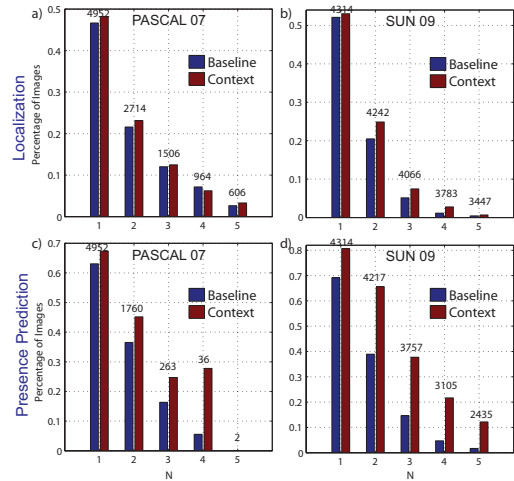 a) PASCAL 07
0.5
0.4
0.3
0.2
0.1
0
4952
2714
1506
964
606
Baseline
Context
1 2 3 4 5
Localization
Percentage of Images
b) SUN 09
0.5
0.4
0.3
0.2
0.1
0
4314
4242
4066
3783
3447
Baseline
Context
1 2 3 4 5
c) PASCAL 07
0.7
0.6
0.5
0.4
0.3
0.2
0.1
0
4952
1760
263
36
2
Baseline
Context
1 2 3 4 5
N
Presence Prediction
Percentage of Images
d) SUN 09
0.8
0.7
0.6
0.5
0.4
0.3
0.2
0.1
0
4314
4217
3757
3105
2435
Baseline
Context
1 2 3 4 5
N